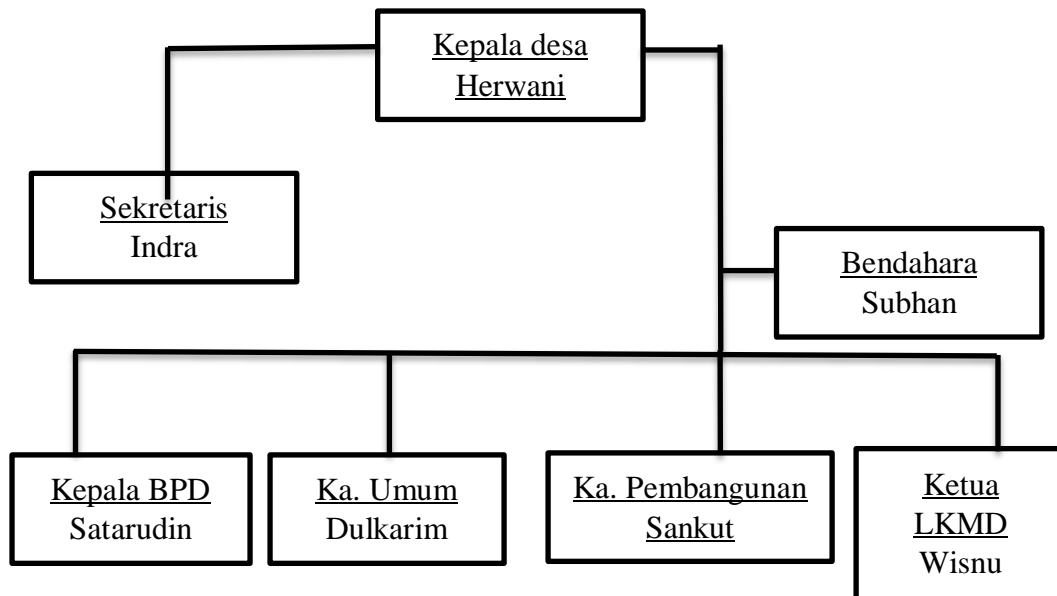 Kepala desa
Herwani
Sekretaris
Indra
Bendahara
Subhan
Kepala BPD
Satarudin
Ka. Umum
Dulkarim
Ka. Pembangunan
Sankut
Ketua
LKMD
Wisnu